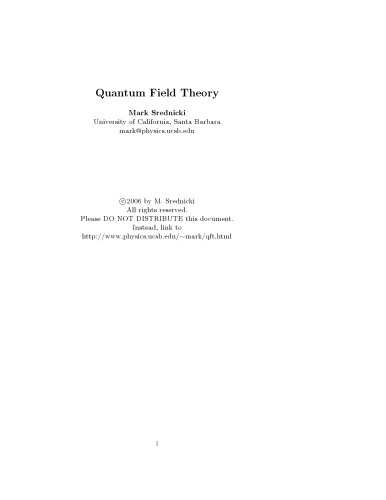 Quantum Field Theory
Mark Srednicki
University of California, Santa Barbara
mark@physics.ucsb.edu
©2006 by M. Srednicki
All rights reserved.
Please DO NOT DISTRIBUTE this document.
Instead, link to
http://www.physics.ucsb.edu/∼mark/qft.html
1